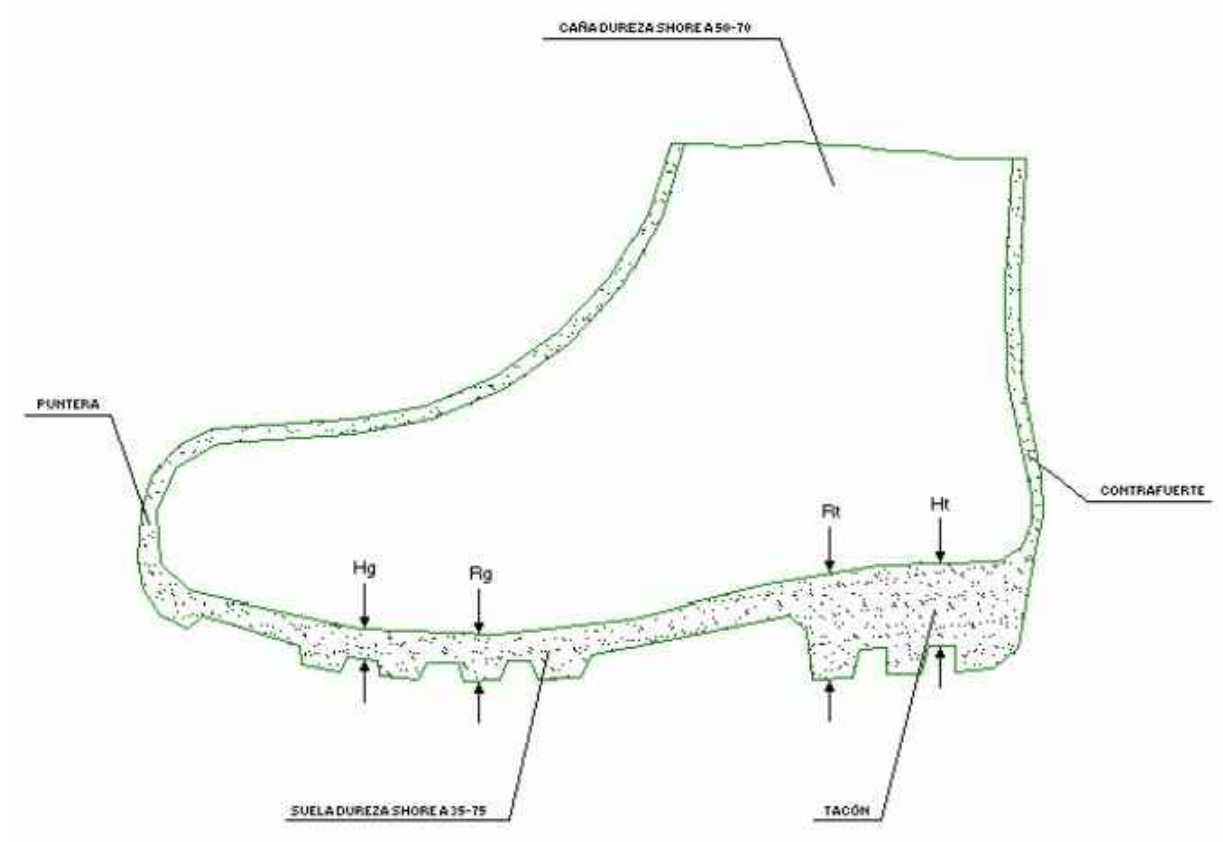 CAÑA DUREZA SHORE A 50-70
PUNTERA
CONTRAFUERTE
Rt
Ht
Hg
Rg
SUELA DUREZA SHORE A 35-75
TACÓN